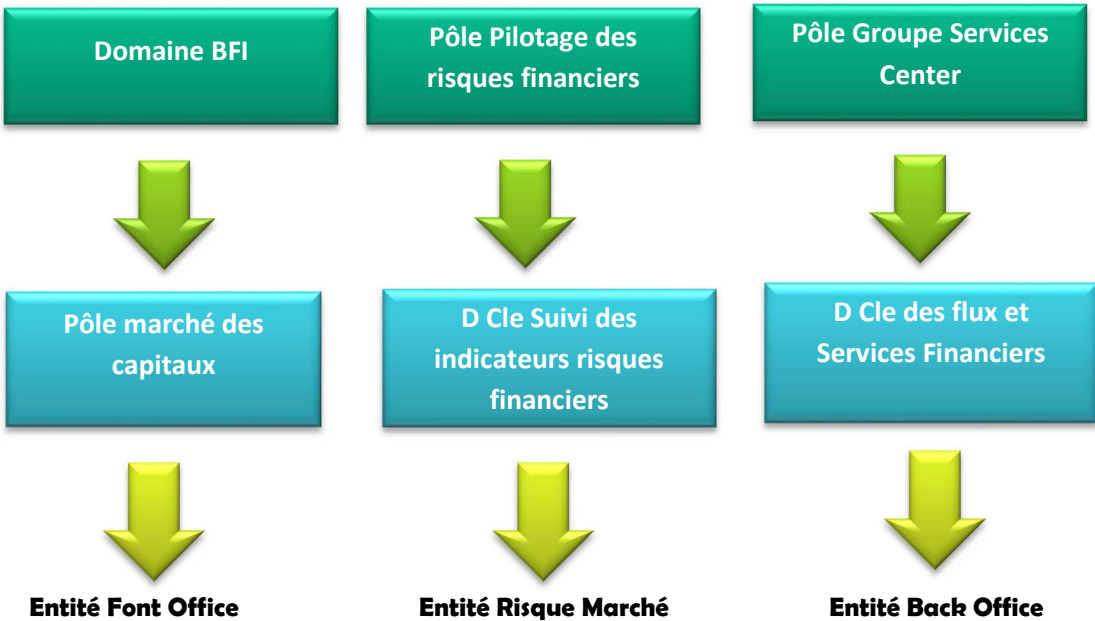 Domaine BFI
Pôle Pilotage des
risques financiers
Pôle Groupe Services
Center
Pôle marché des
capitaux
D Cle Suivi des
indicateurs risques
financiers
D Cle des flux et
Services Financiers
Entité Font Office
Entité Risque Marché
Entité Back Office